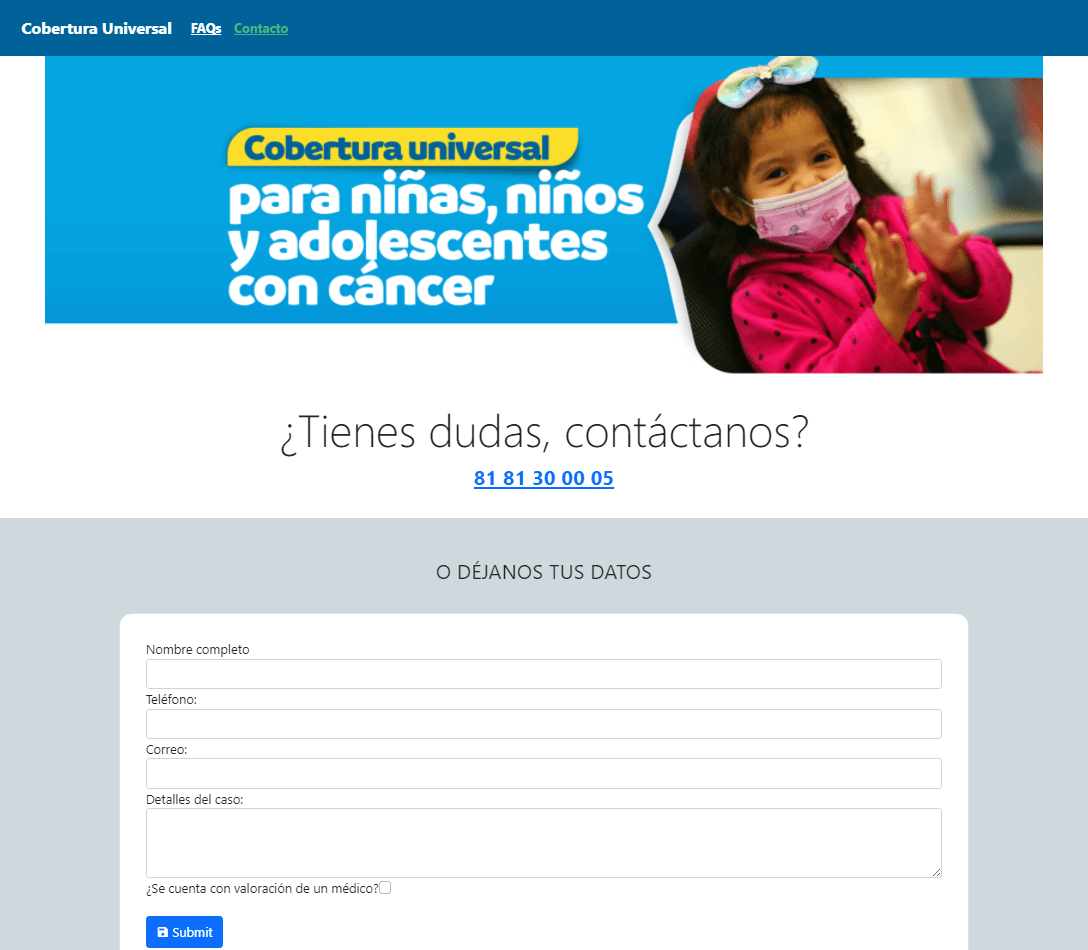 Cobertura Universal FAQs Contacto
Cobertura universal
para niñas, niños
y adolescentes
con cáncer
¿Tienes dudas, contáctanos?
81 81 30 00 05
O DÉJANOS TUS DATOS
Nombre completo
Teléfono:
Correo:
Detalles del caso:
¿Se cuenta con valoración de un médico?
Submit